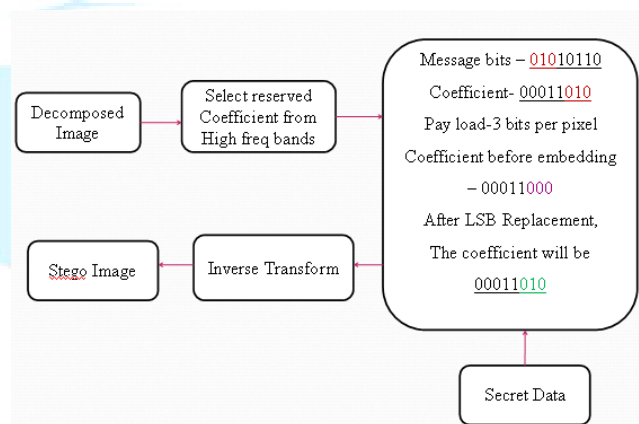 Decomposed
Image
Select reserved
Coefficient from
High freq bands
Message bits – 01010110
Coefficient- 00011010
Pay load-3 bits per pixel
Coefficient before embedding
– 00011000
After LSB Replacement,
The coefficient will be
00011010
Stego Image
Inverse Transform
Secret Data